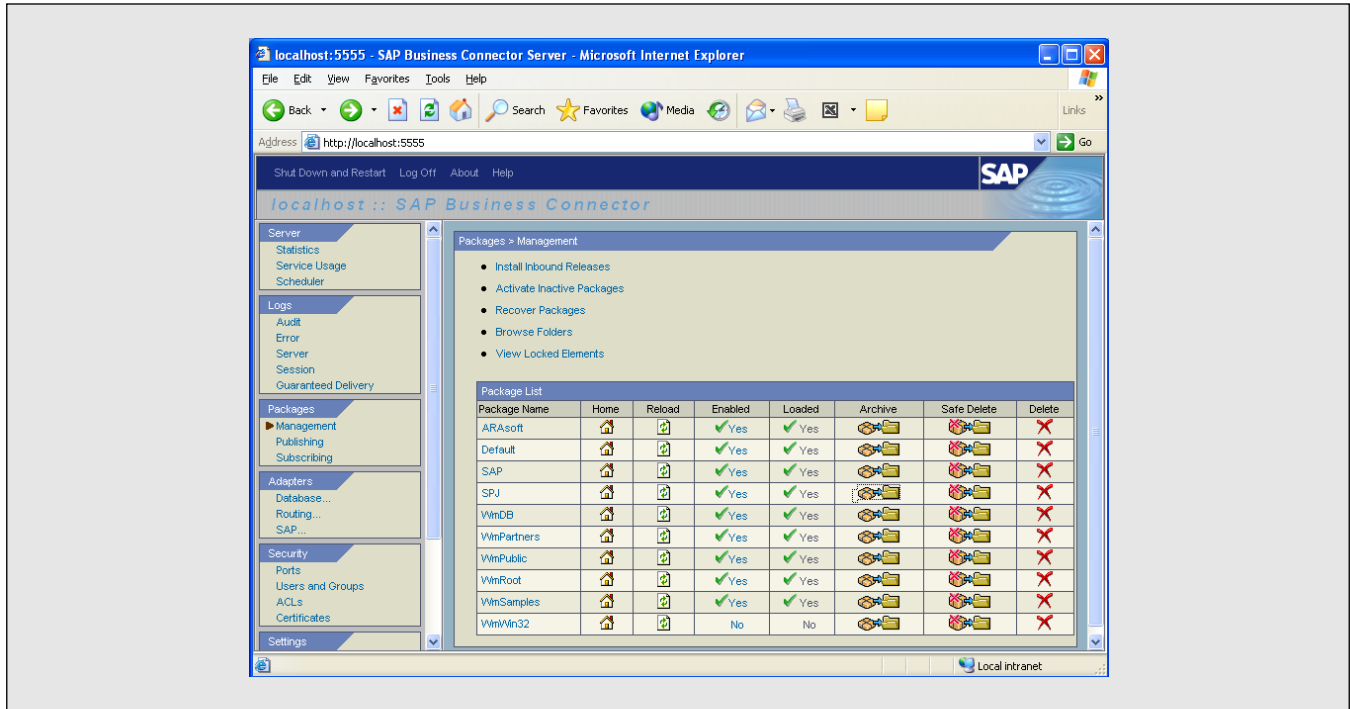 localhost:5555 - SAP Business Connector Server - Microsoft Internet Explorer
File Edit View Favorites Tools Help
Back Search Favorites Media Links »
Address http://localhost:5555 Go
Shut Down and Restart Log Off About Help SAP
localhost :: SAP Business Connector
Server
Statistics
Service Usage
Scheduler
Logs
Audit
Error
Server
Session
Guaranteed Delivery
Packages
Management
Publishing
Subscribing
Adapters
Database...
Routing...
SAP...
Security
Ports
Users and Groups
ACLs
Certificates
Settings
Packages > Management
Install Inbound Releases
Activate Inactive Packages
Recover Packages
Browse Folders
View Locked Elements
Package List
Package Name Home Reload Enabled Loaded Archive Safe Delete Delete
ARAsoft Yes Yes
Default Yes Yes
SAP Yes Yes
SPJ Yes Yes
WmDB Yes Yes
WmPartners Yes Yes
WmPublic Yes Yes
WmRoot Yes Yes
WmSamples Yes Yes
WmWin32 No No
Local intranet